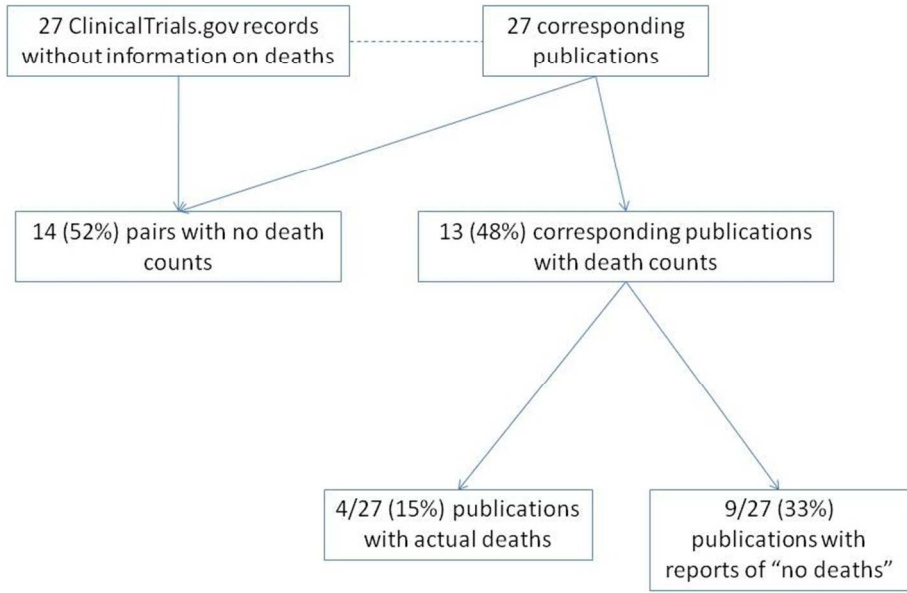 27 ClinicalTrials.gov records
without information on deaths
27 corresponding
publications
14 (52%) pairs with no death
counts
13 (48%) corresponding publications
with death counts
4/27 (15%) publications
with actual deaths
9/27 (33%)
publications with
reports of “no deaths”